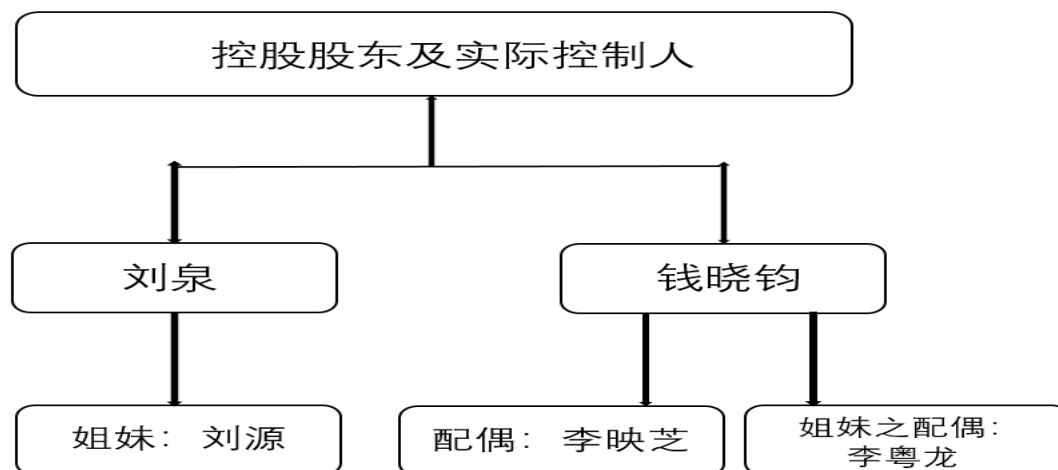 控股股东及实际控制人
刘泉
钱晓钧
姐妹：刘源
配偶：李映芝
姐妹之配偶：
李粤龙